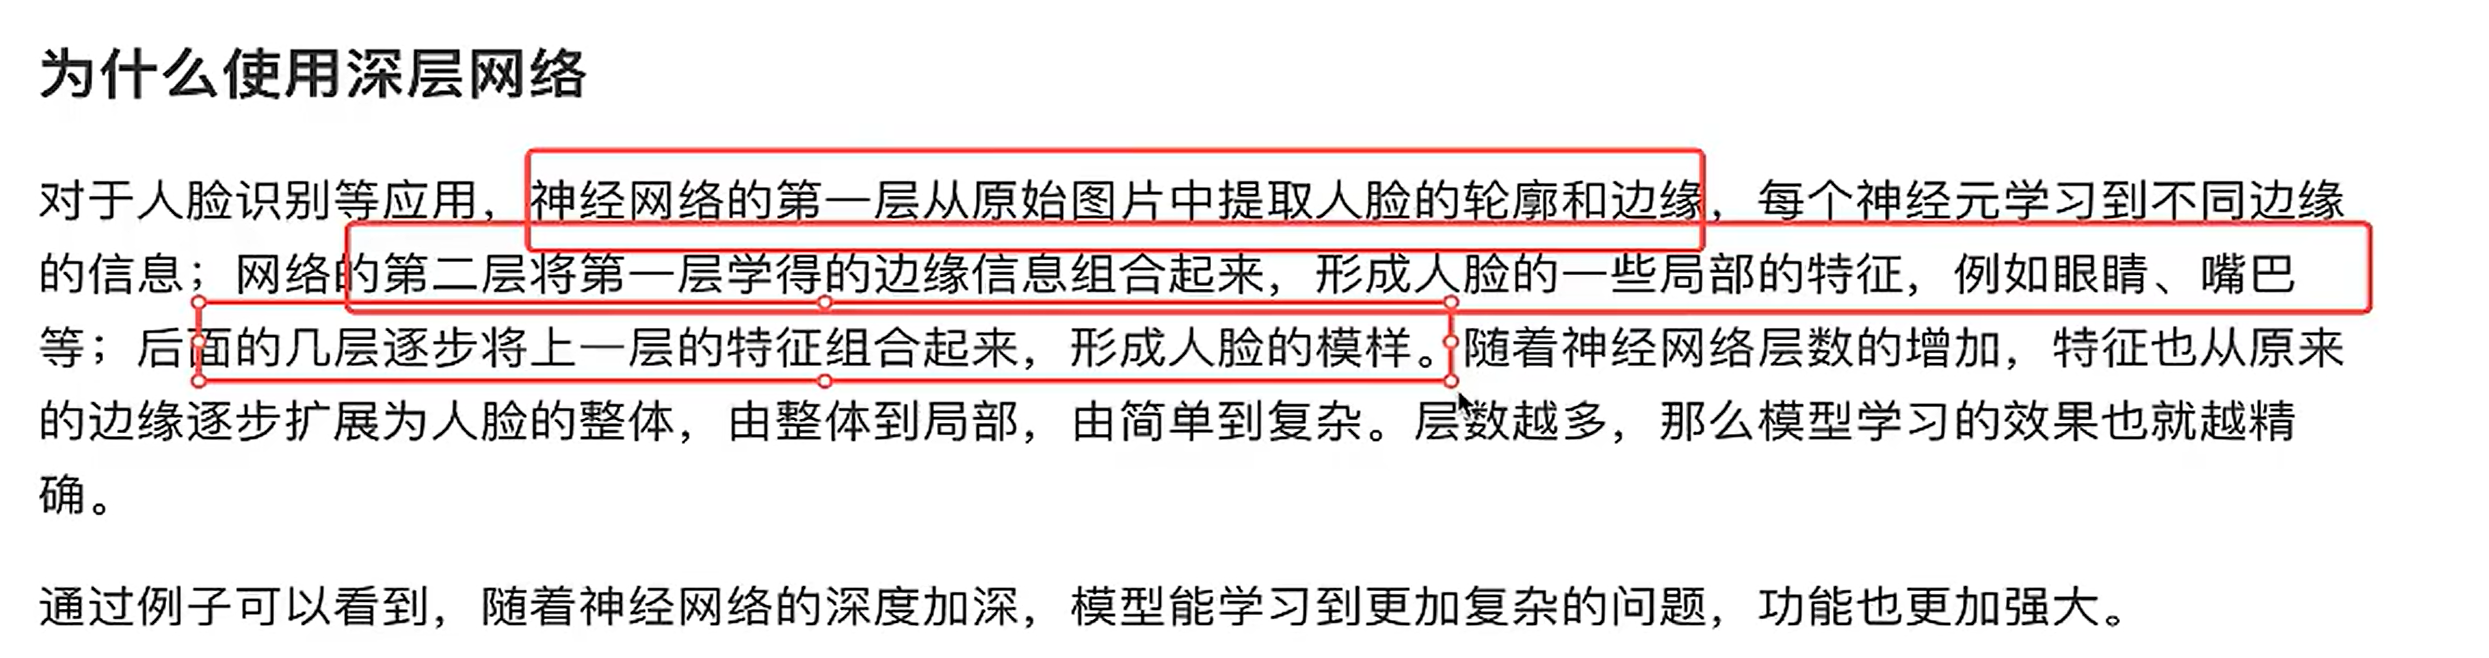 为什么使用深层网络
对于人脸识别等应用，神经网络的第一层从原始图片中提取人脸的轮廓和边缘，每个神经元学习到不同边缘
的信息；网络的第二层将第一层学得的边缘信息组合起来，形成人脸的一些局部的特征，例如眼睛、嘴巴
等；后面的几层逐步将上一层的特征组合起来，形成人脸的模样。随着神经网络层数的增加，特征也从原来
的边缘逐步扩展为人脸的整体，由整体到局部，由简单到复杂。层数越多，那么模型学习的效果也就越精
确。
通过例子可以看到，随着神经网络的深度加深，模型能学习到更加复杂的问题，功能也更加强大。